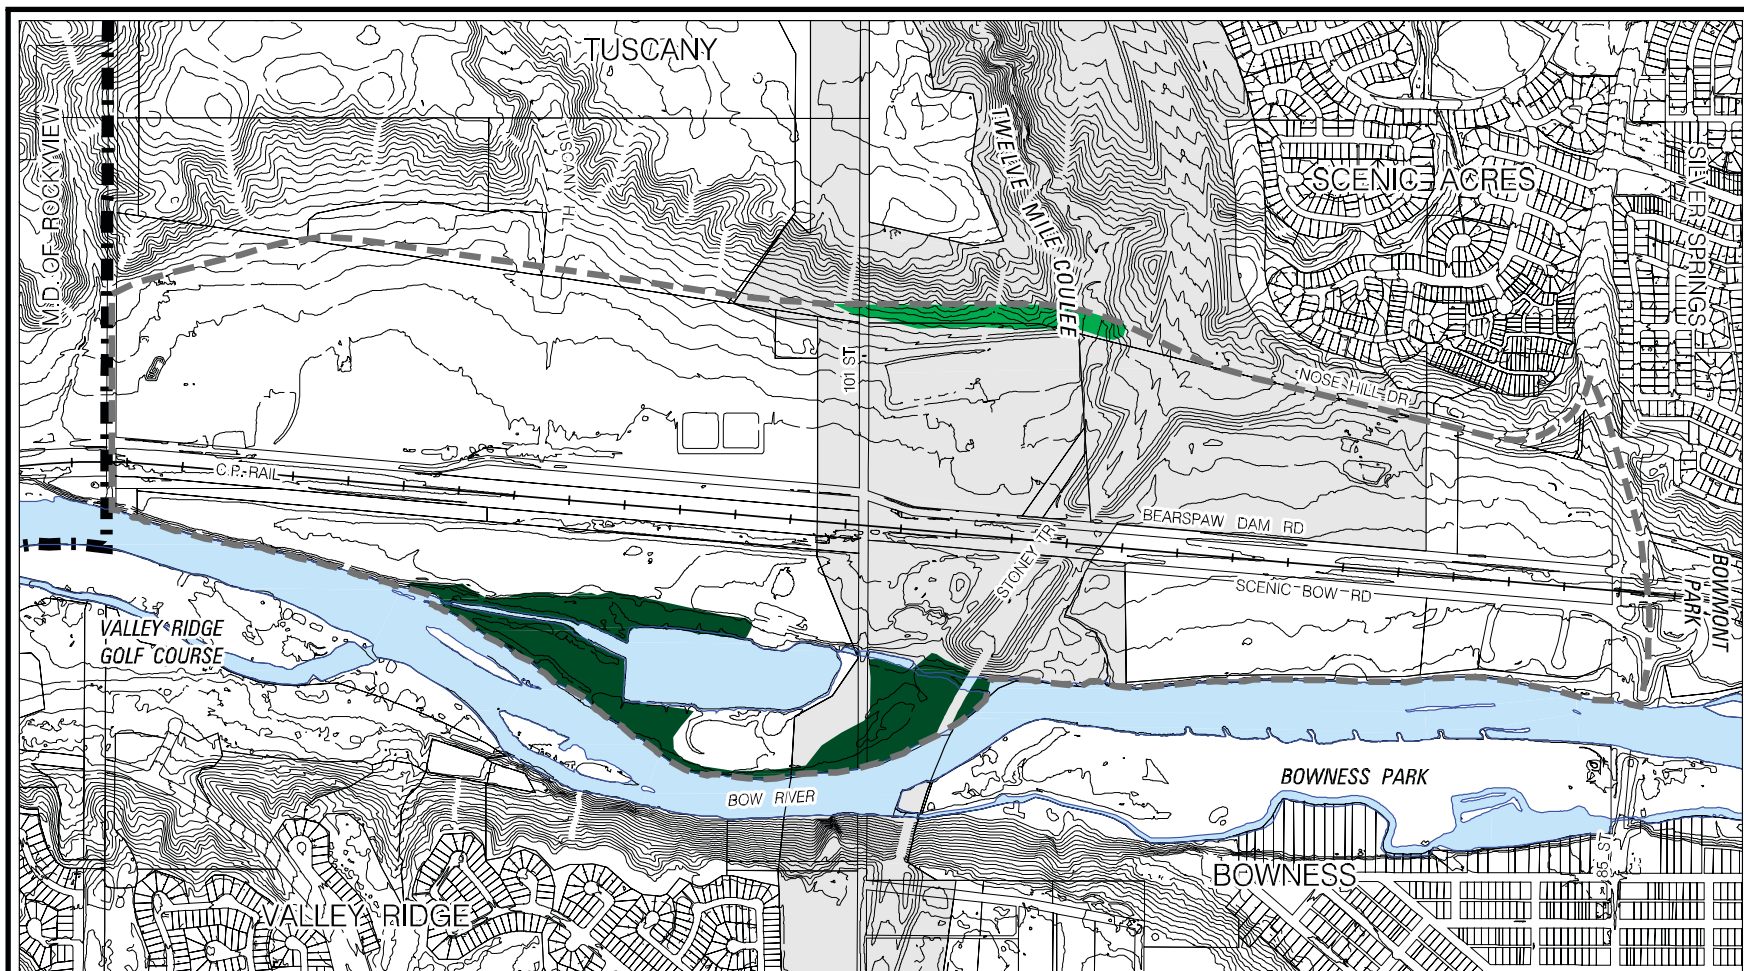 TUSCANY
M.D. OF ROCKVIEW
TUSCANY TH
TWELVE MILE COULEE
SCENIC ACRES
SILVER SPRINGS
101 ST
NOSE HILL DR
C.P. RAIL
BEARSPAW DAM RD
STONEY TR
SCENIC BOW RD
BOWMONT
PARK
VALLEY RIDGE
GOLF COURSE
BOW RIVER
BOWNESS PARK
85 ST
BOWNESS
VALLEY RIDGE